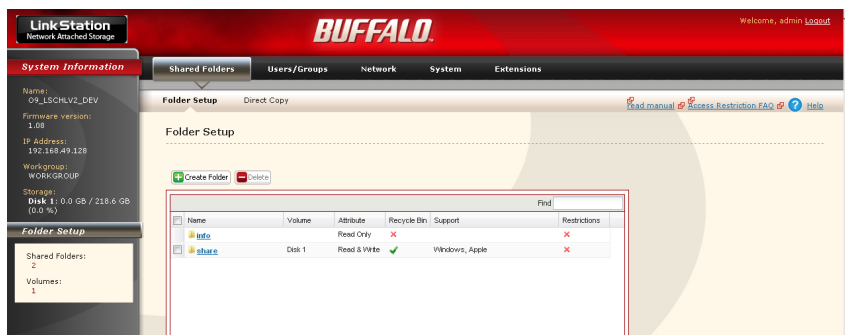 LinkStation
Network Attached Storage
BUFFALO
Welcome, admin Logout
System Information
Shared Folders Users/Groups Network System Extensions
Name:
O9_LSCHLV2_DEV
Firmware version:
1.08
IP Address:
192.168.49.128
Workgroup:
WORKGROUP
Storage:
Disk 1: 0.0 GB / 218.6 GB
(0.0 %)
Folder Setup
Shared Folders:
2
Volumes:
1
Folder Setup Direct Copy
Read manual Access Restriction FAQ ? Help
Folder Setup
Create Folder Delete
Find
Name Volume Attribute Recycle Bin Support Restrictions
info Read Only
share Disk 1 Read & Write Windows, Apple